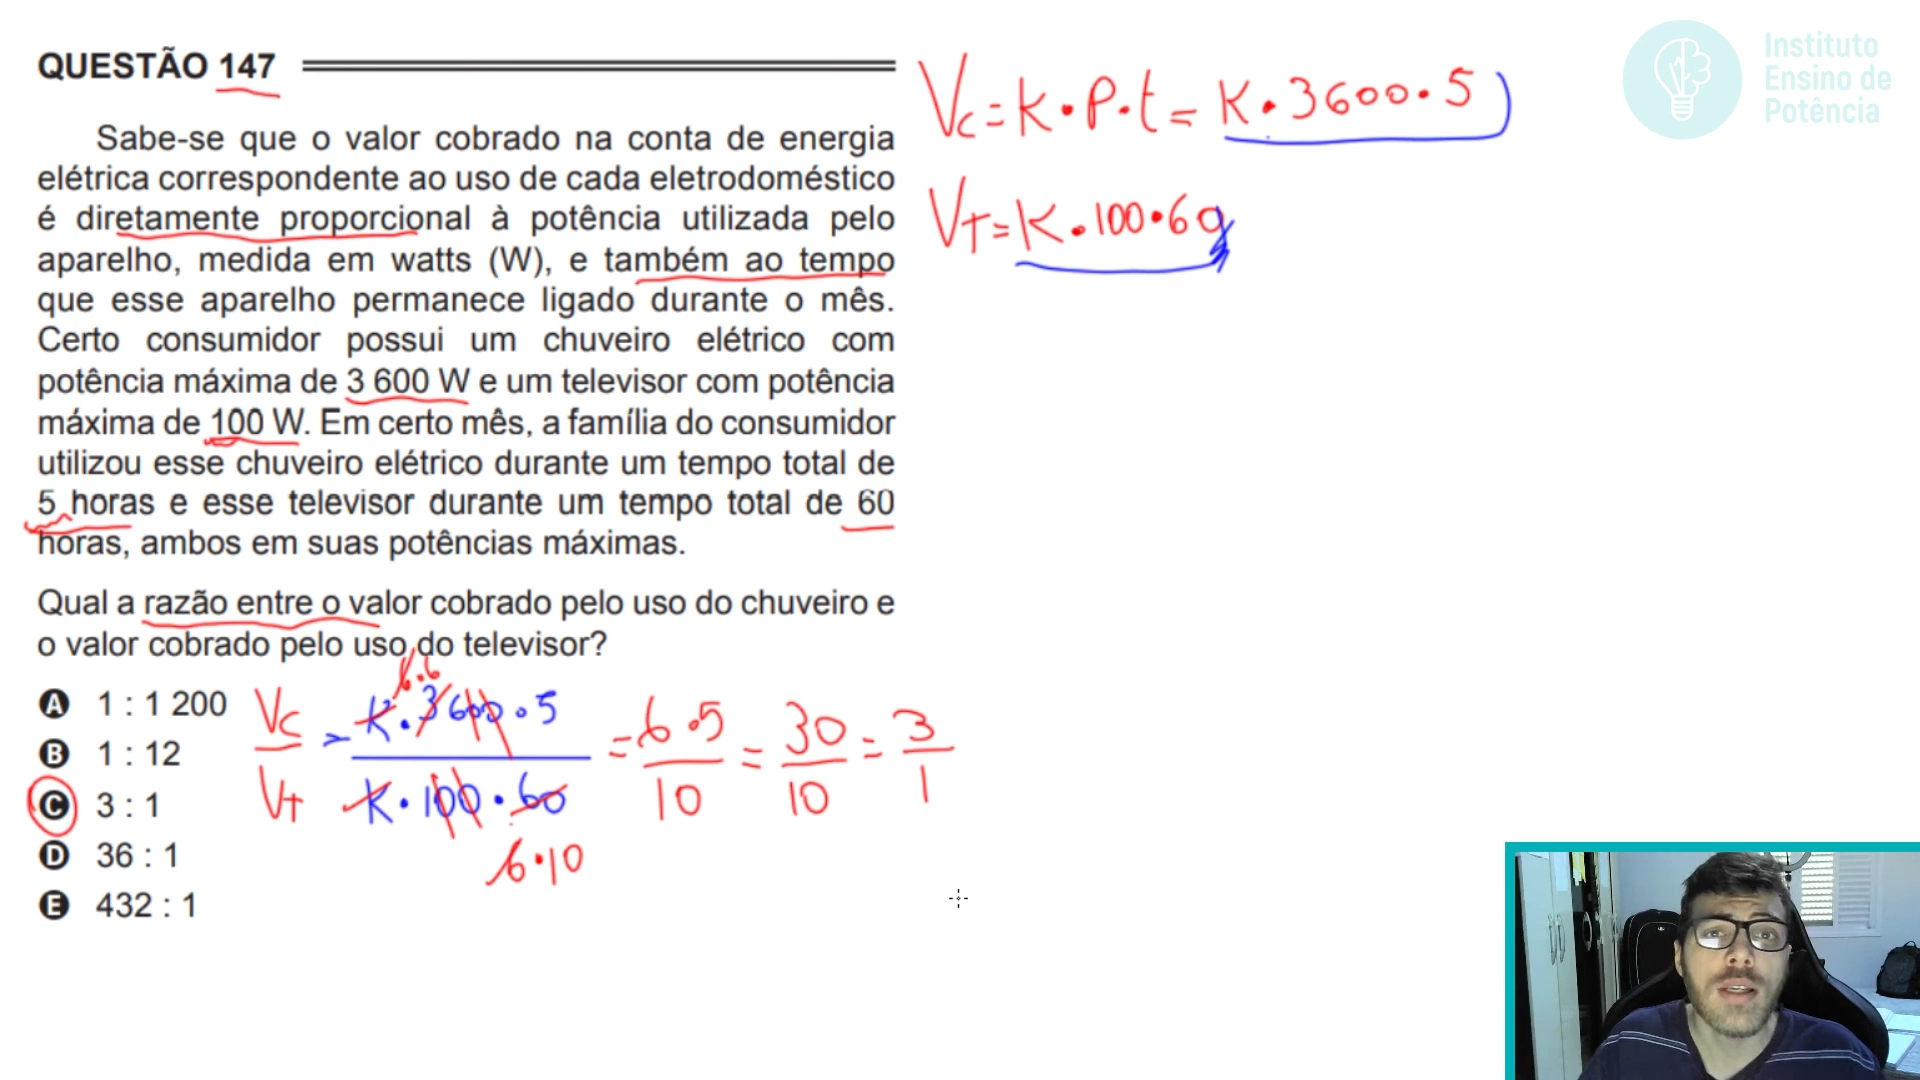 QUESTÃO 147
Sabe-se que o valor cobrado na conta de energia
elétrica correspondente ao uso de cada eletrodoméstico
é diretamente proporcional à potência utilizada pelo
aparelho, medida em watts (W), e também ao tempo
que esse aparelho permanece ligado durante o mês.
Certo consumidor possui um chuveiro elétrico com
potência máxima de 3 600 W e um televisor com potência
máxima de 100 W. Em certo mês, a família do consumidor
utilizou esse chuveiro elétrico durante um tempo total de
5 horas e esse televisor durante um tempo total de 60
horas, ambos em suas potências máximas.
Qual a razão entre o valor cobrado pelo uso do chuveiro e
o valor cobrado pelo uso do televisor?
A 1 : 1 200
B 1 : 12
C 3 : 1
D 36 : 1
E 432 : 1
6.6
Vc = K.3600.5 = 6.5 = 30 = 3
VT K.100.60 10 10 1
6.10
Vc = K.P.t = K.3600.5
VT = K.100.60
Instituto
Ensino de
Potência